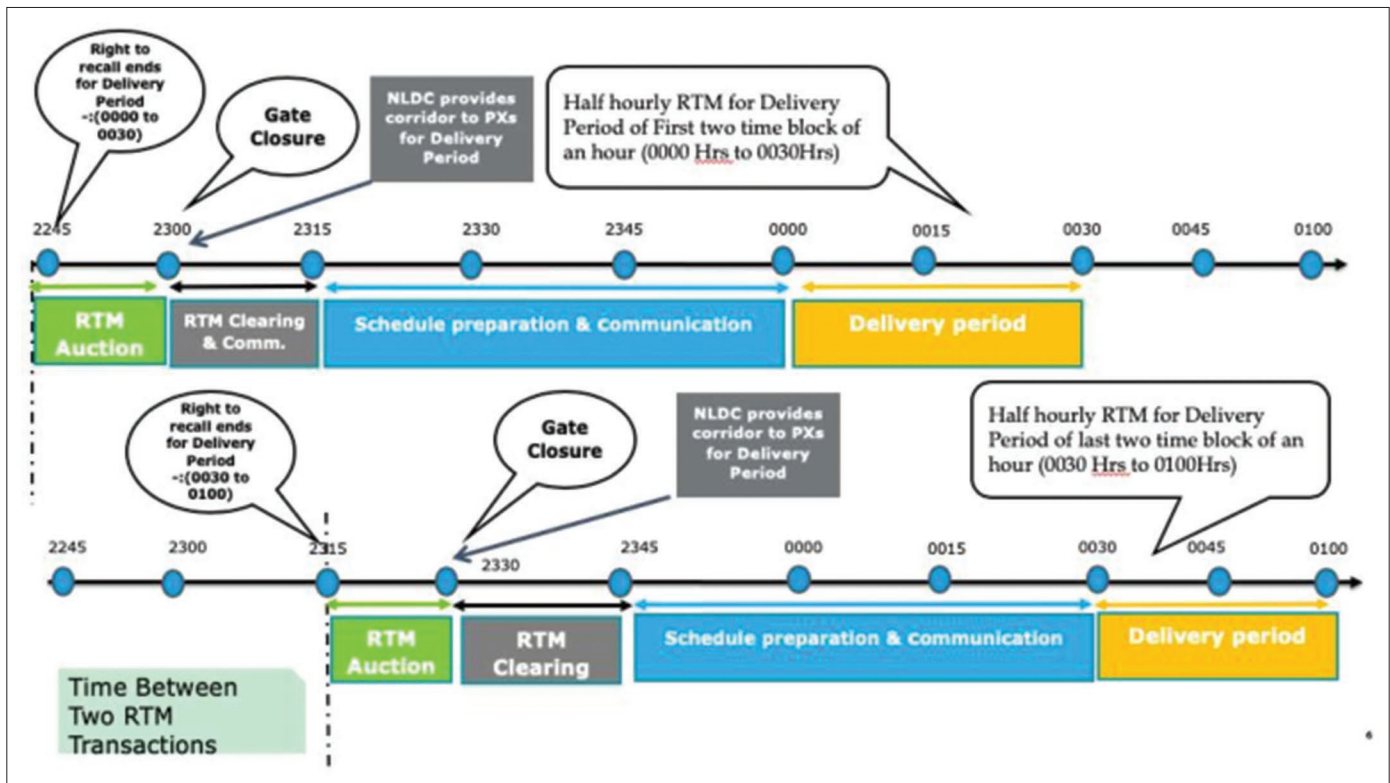 Right to
recall ends
for Delivery
Period
-:(0000 to
0030)
Gate
Closure
NLDC provides
corridor to PXs
for Delivery
Period
Half hourly RTM for Delivery
Period of First two time block of
an hour (0000 Hrs to 0030Hrs)
2245 2300 2315 2330 2345 0000 0015 0030 0045 0100
RTM
Auction
RTM Clearing
& Comm.
Schedule preparation & communication
Delivery period
Right to
recall ends
for Delivery
Period
-:(0030 to
0100)
Gate
Closure
NLDC provides
corridor to PXs
for Delivery
Period
Half hourly RTM for Delivery
Period of last two time block of an
hour (0030 Hrs to 0100Hrs)
2245 2300 2315 2330 2345 0000 0015 0030 0045 0100
RTM
Auction
RTM
Clearing
Schedule preparation & communication
Delivery period
Time Between
Two RTM
Transactions
6